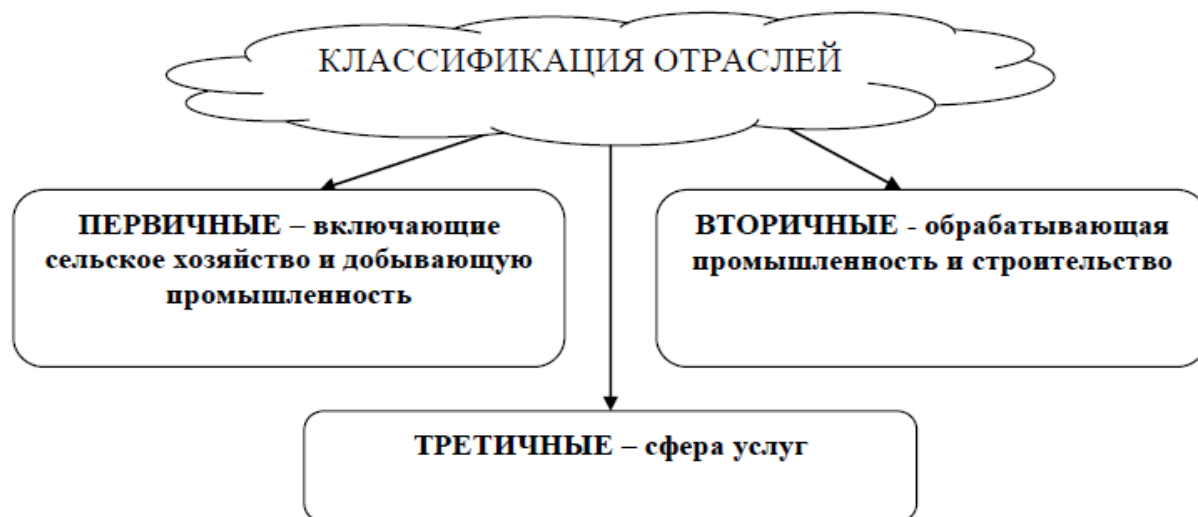 КЛАССИФИКАЦИЯ ОТРАСЛЕЙ
ПЕРВИЧНЫЕ – включающие
сельское хозяйство и добывающую
промышленность
ВТОРИЧНЫЕ - обрабатывающая
промышленность и строительство
ТРЕТИЧНЫЕ – сфера услуг